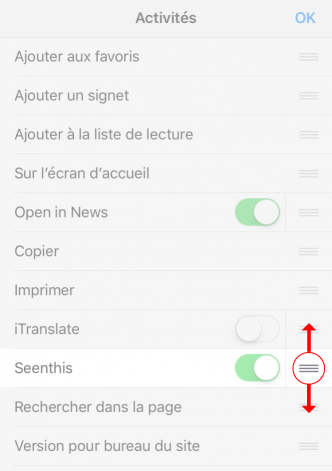 Activités OK
Ajouter aux favoris
Ajouter un signet
Ajouter à la liste de lecture
Sur l'écran d'accueil
Open in News
Copier
Imprimer
iTranslate
Seenthis
Rechercher dans la page
Version pour bureau du site